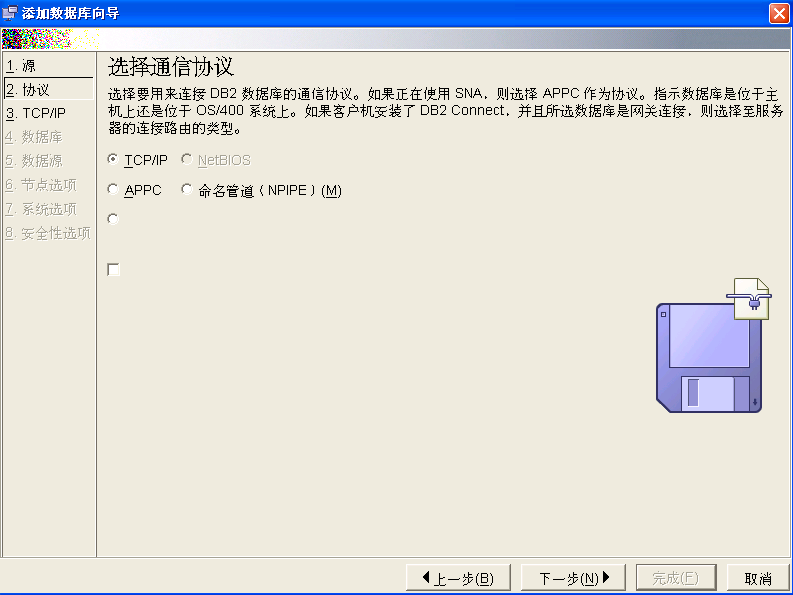 添加数据库向导
1. 源
2. 协议
3. TCP/IP
4. 数据库
5. 数据源
6. 节点选项
7. 系统选项
8. 安全性选项
选择通信协议
选择要用来连接 DB2 数据库的通信协议。如果正在使用 SNA，则选择 APPC 作为协议。指示数据库是位于主
机上还是位于 OS/400 系统上。如果客户机安装了 DB2 Connect，并且所选数据库是网关连接，则选择至服务
器的连接路由的类型。
TCP/IP NetBIOS
APPC 命名管道（NPIPE）(M)
上一步(B) 下一步(N) 完成(F) 取消